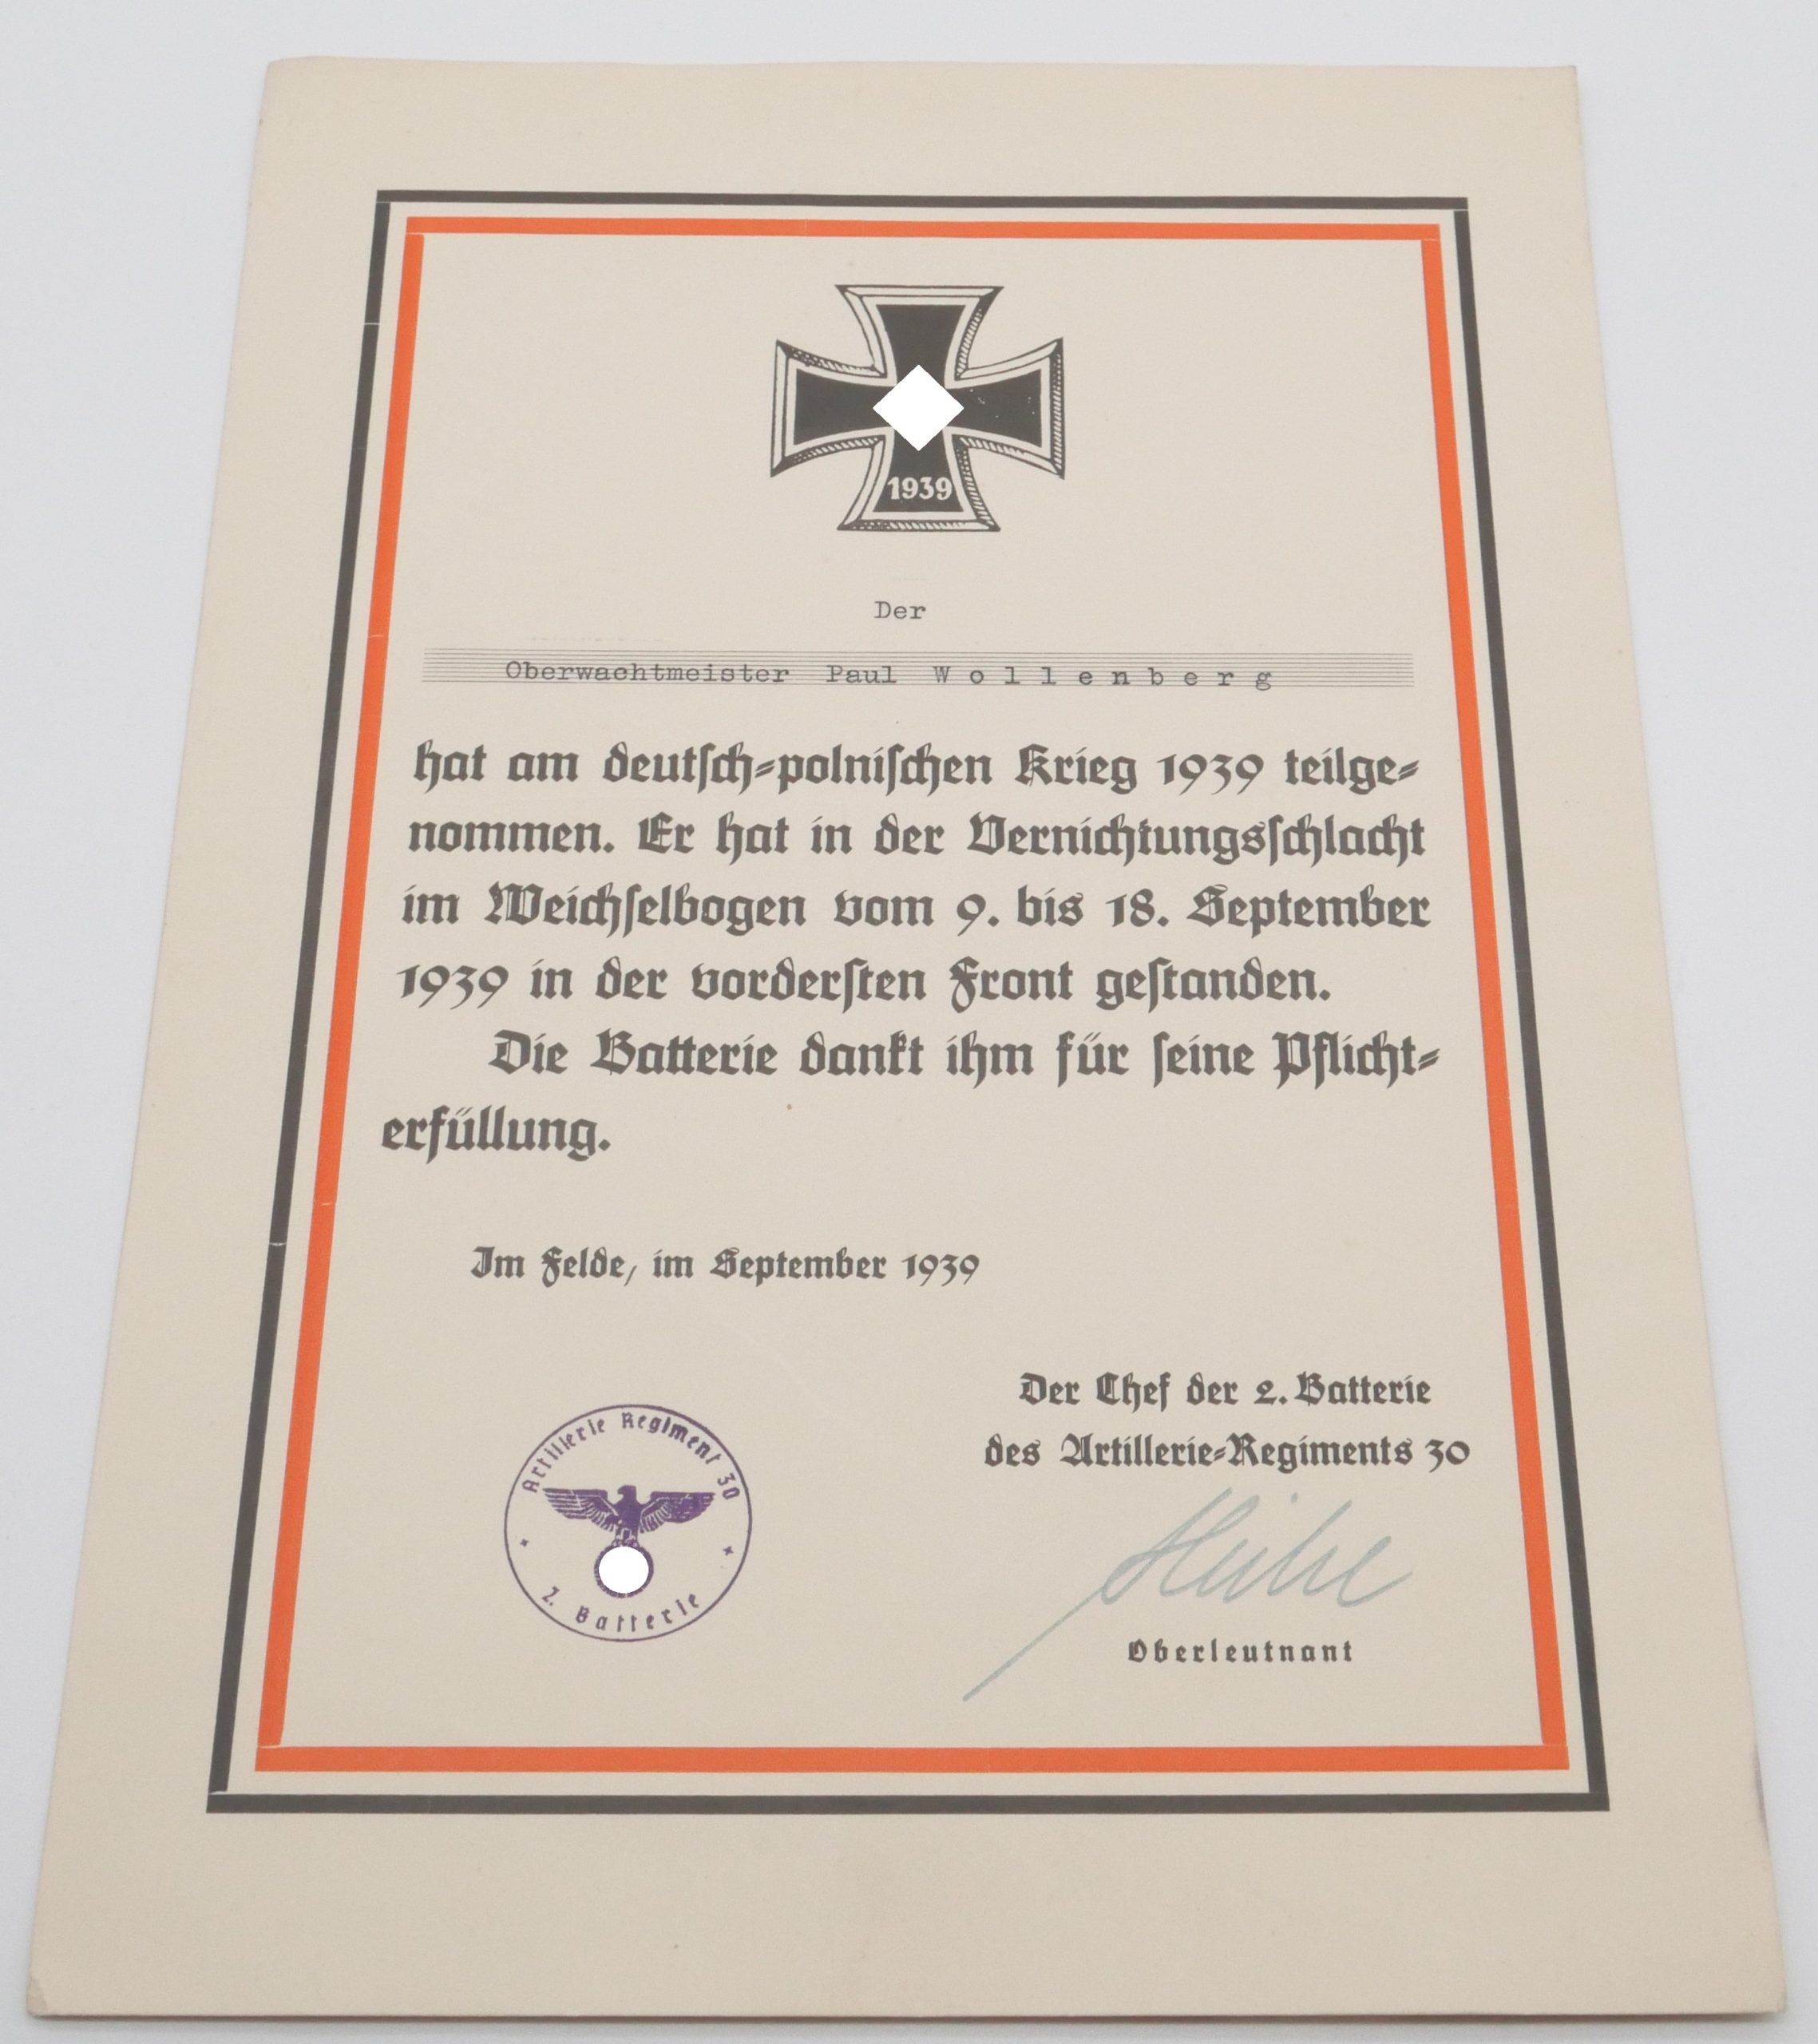 1939
Der
Oberwachtmeister Paul Wollenberg
hat am deutsch-polnischen Krieg 1939 teilge-
nommen. Er hat in der Vernichtungsschlacht
im Weichselbogen vom 9. bis 18. September
1939 in der vordersten Front gestanden.
Die Batterie dankt ihm für seine Pflicht-
erfüllung.
Im Felde, im September 1939
Der Chef der 2. Batterie
des Artillerie-Regiments 30
Oberleutnant
Artillerie Regiment 30
2. Batterie